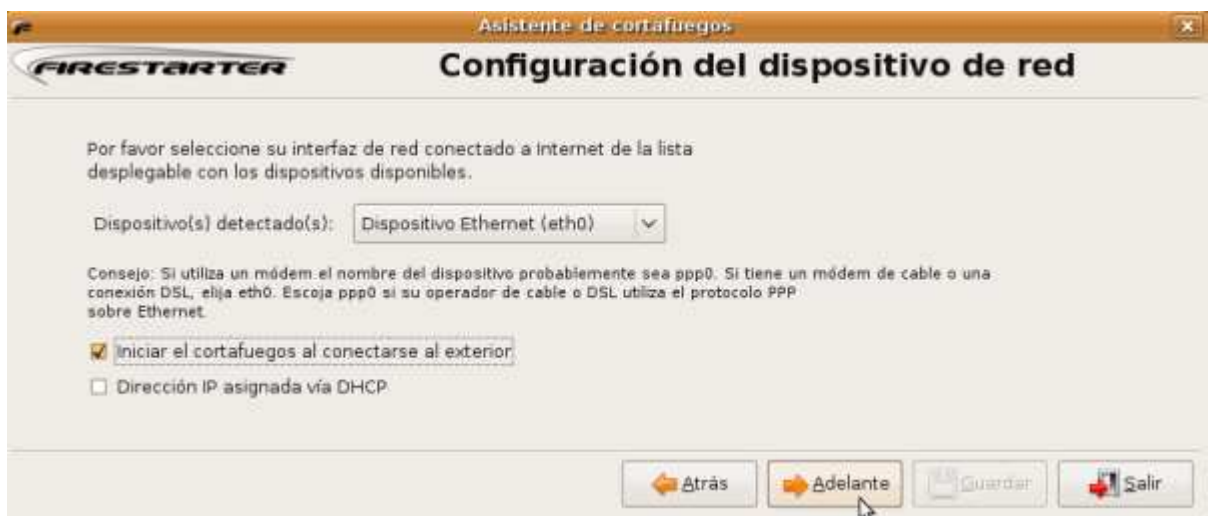 Asistente de cortafuegos
FIRESTARTER
Configuración del dispositivo de red
Por favor seleccione su interfaz de red conectado a Internet de la lista
desplegable con los dispositivos disponibles.
Dispositivo(s) detectado(s):
Dispositivo Ethernet (eth0)
Consejo: Si utiliza un módem el nombre del dispositivo probablemente sea ppp0. Si tiene un módem de cable o una
conexión DSL, elija eth0. Escoja ppp0 si su operador de cable o DSL utiliza el protocolo PPP
sobre Ethernet.
Iniciar el cortafuegos al conectarse al exterior
Dirección IP asignada vía DHCP
Atrás
Adelante
Guardar
Salir